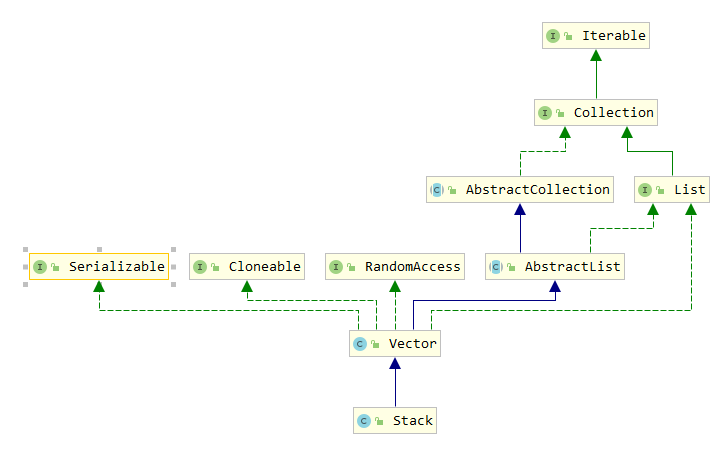 Iterable
Collection
AbstractCollection
List
Serializable
Cloneable
RandomAccess
AbstractList
Vector
Stack